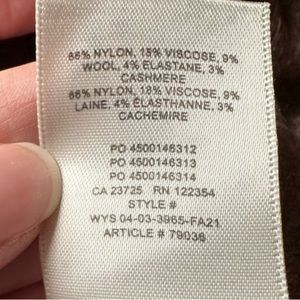 66% NYLON, 18% VISCOSE, 9%
WOOL, 4% ELASTANE, 3%
CASHMERE
66% NYLON, 18% VISCOSE, 9%
LAINE, 4% ÉLASTHANNE, 3%
CACHEMIRE
PO 4500146312
PO 4500146313
PO 4500146314
CA 23725 RN 122354
STYLE #
WYS 04-03-3965-FA21
ARTICLE # 79036